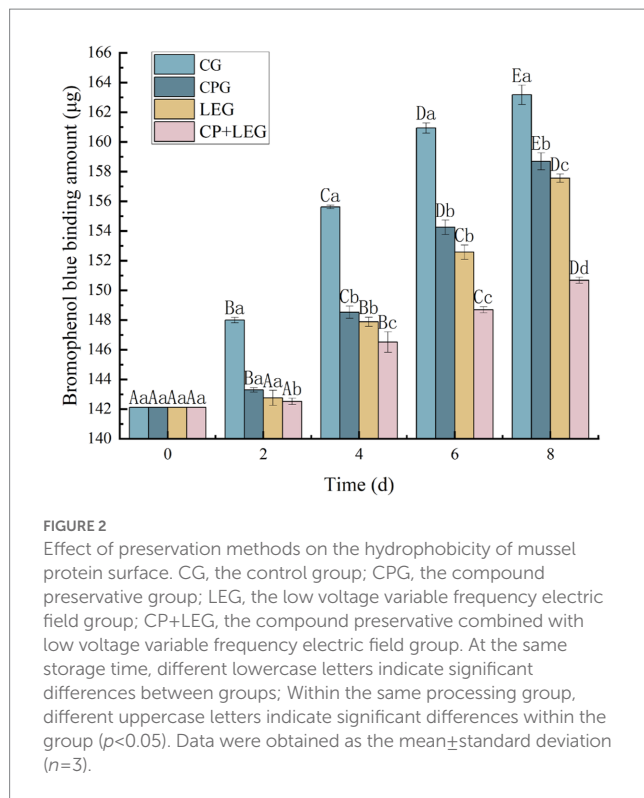 166
164
162
160
158
156
154
152
150
148
146
144
142
140
Bromophenol blue binding amount (μg)
CG
CPG
LEG
CP+LEG
Aa Aa Aa Aa
Ba
Ba Aa Ab
Ca
Cb
Bb
Bc
Da
Db
Cb
Cc
Ea
Eb
Dc
Dd
0 2 4 6 8
Time (d)
FIGURE 2
Effect of preservation methods on the hydrophobicity of mussel
protein surface. CG, the control group; CPG, the compound
preservative group; LEG, the low voltage variable frequency electric
field group; CP+LEG, the compound preservative combined with
low voltage variable frequency electric field group. At the same
storage time, different lowercase letters indicate significant
differences between groups; Within the same processing group,
different uppercase letters indicate significant differences within the
group (p<0.05). Data were obtained as the mean±standard deviation
(n=3).